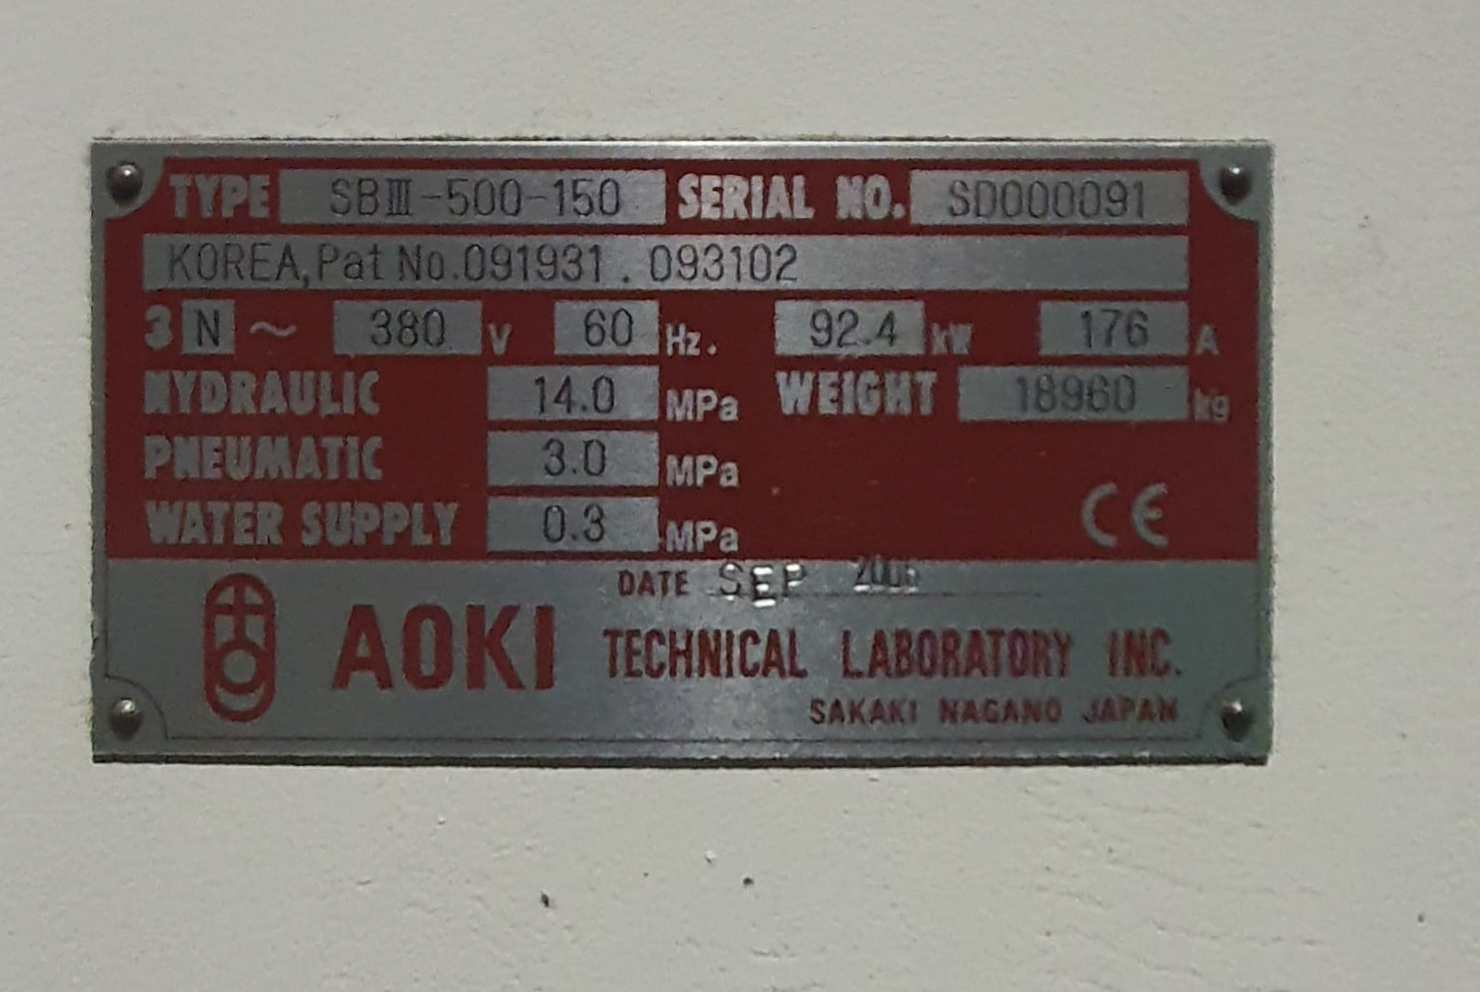 TYPE SBⅢ-500-150 SERIAL NO. SD000091
KOREA,Pat No.091931 . 093102
3 N ~ 380 V 60 Hz. 92.4 kW 176 A
HYDRAULIC 14.0 MPa WEIGHT 18960 kg
PNEUMATIC 3.0 MPa
WATER SUPPLY 0.3 MPa
CE
DATE SEP
AOKI TECHNICAL LABORATORY INC.
SAKAKI NAGANO JAPAN